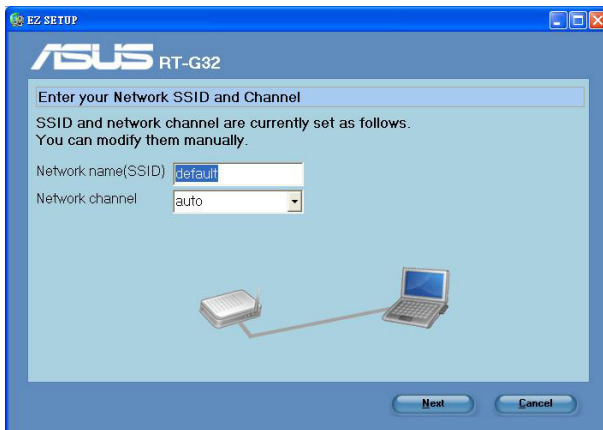 EZ SETUP
ASUS RT-G32
Enter your Network SSID and Channel
SSID and network channel are currently set as follows.
You can modify them manually.
Network name(SSID) default
Network channel auto
Next Cancel